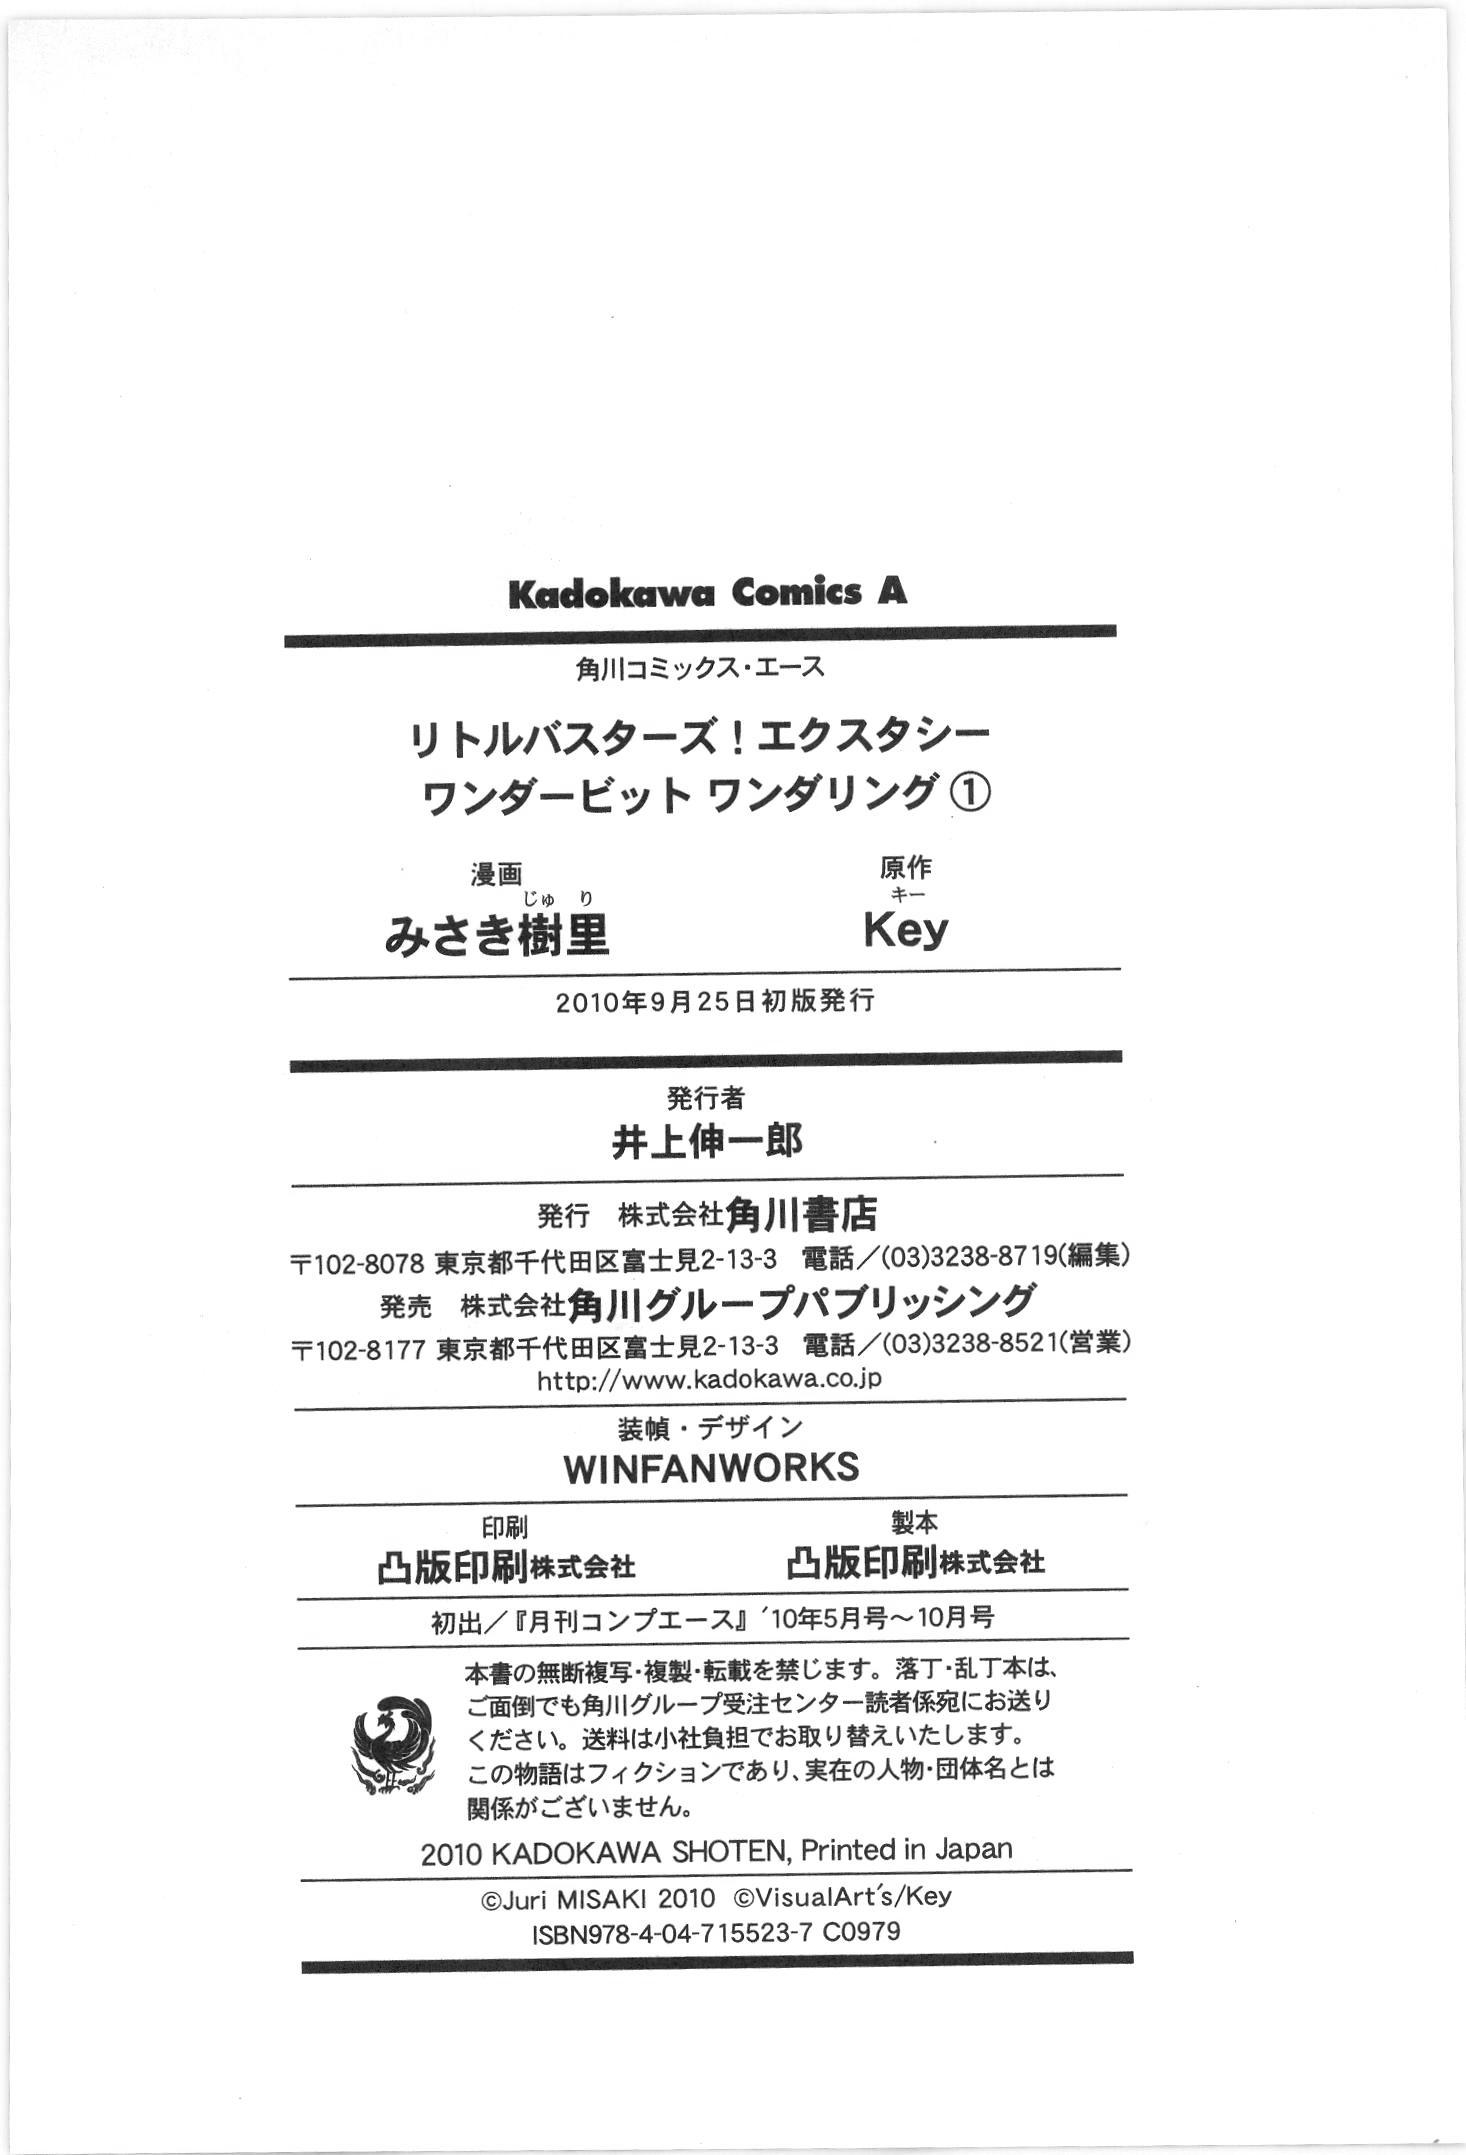 Kadokawa Comics A
角川コミックス・エース
リトルバスターズ！エクスタシー
ワンダービット ワンダリング①
漫画
じゅ り
みさき樹里
原作
キー
Key
2010年9月25日初版発行
発行者
井上伸一郎
発行 株式会社角川書店
〒102-8078 東京都千代田区富士見2-13-3 電話／(03)3238-8719(編集)
発売 株式会社角川グループパブリッシング
〒102-8177 東京都千代田区富士見2-13-3 電話／(03)3238-8521(営業)
http://www.kadokawa.co.jp
装幀・デザイン
WINFANWORKS
印刷
凸版印刷株式会社
製本
凸版印刷株式会社
初出／『月刊コンプエース』'10年5月号～10月号
本書の無断複写・複製・転載を禁じます。落丁・乱丁本は、
ご面倒でも角川グループ受注センター読者係宛にお送り
ください。送料は小社負担でお取り替えいたします。
この物語はフィクションであり、実在の人物・団体名とは
関係がございません。
2010 KADOKAWA SHOTEN, Printed in Japan
©Juri MISAKI 2010 ©VisualArt's/Key
ISBN978-4-04-715523-7 C0979